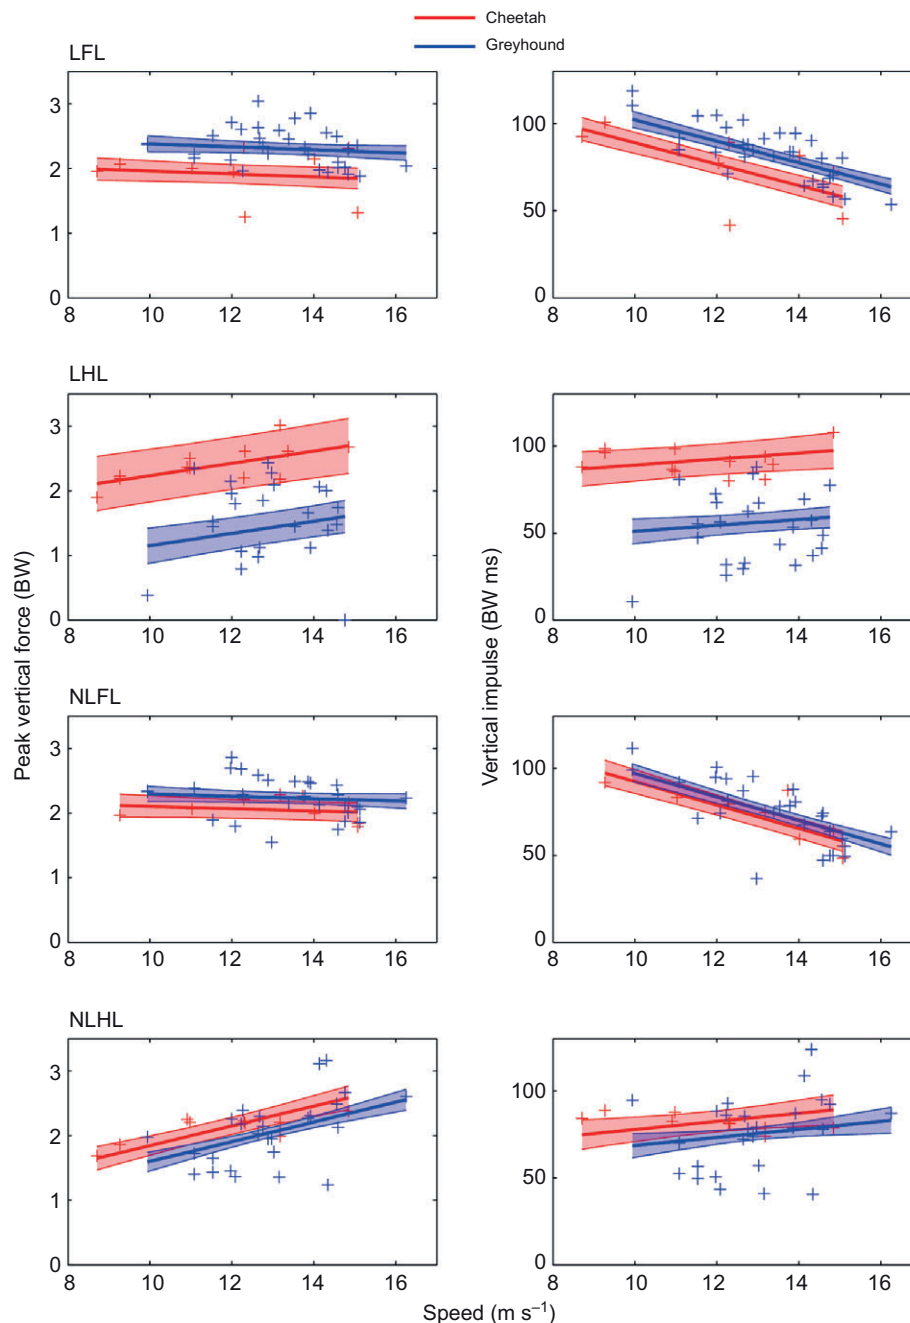 Cheetah
Greyhound
LFL
3
2
1
0
8 10 12 14 16
100
50
0
8 10 12 14 16
LHL
3
2
1
0
8 10 12 14 16
100
50
0
8 10 12 14 16
Peak vertical force (BW)
Vertical impulse (BW ms)
NLFL
3
2
1
0
8 10 12 14 16
100
50
0
8 10 12 14 16
NLHL
3
2
1
0
8 10 12 14 16
100
50
0
8 10 12 14 16
Speed (m s⁻¹)